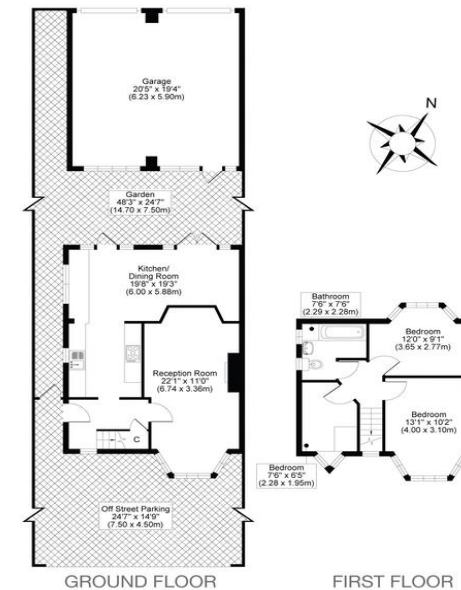 Garage
20'5" x 19'4"
(6.23 x 5.90m)
N
Garden
48'3" x 24'7"
(14.70 x 7.50m)
Kitchen/
Dining Room
19'8" x 19'3"
(6.00 x 5.88m)
Reception Room
22'1" x 11'0"
(6.74 x 3.36m)
C
Off Street Parking
24'7" x 14'9"
(7.50 x 4.50m)
GROUND FLOOR
Bathroom
7'6" x 7'6"
(2.29 x 2.28m)
Bedroom
12'0" x 9'1"
(3.65 x 2.77m)
Bedroom
13'1" x 10'2"
(4.00 x 3.10m)
Bedroom
7'6" x 6'5"
(2.28 x 1.95m)
FIRST FLOOR